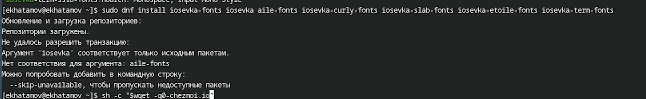 [ekhatamov@ekhatamov ~]$ sudo dnf install iosevka-fonts iosevka aile-fonts iosevka-curly-fonts iosevka-slab-fonts iosevka-etoile-fonts iosevka-term-fonts
Обновление и загрузка репозиториев:
Репозитории загружены.
Не удалось разрешить транзакцию:
Аргумент 'iosevka' соответствует только исходным пакетам.
Нет соответствия для аргумента: aile-fonts
Можно попробовать добавить в командную строку:
--skip-unavailable, чтобы пропускать недоступные пакеты
[ekhatamov@ekhatamov ~]$ sh -c "$wget -qO-chezmoi.io"